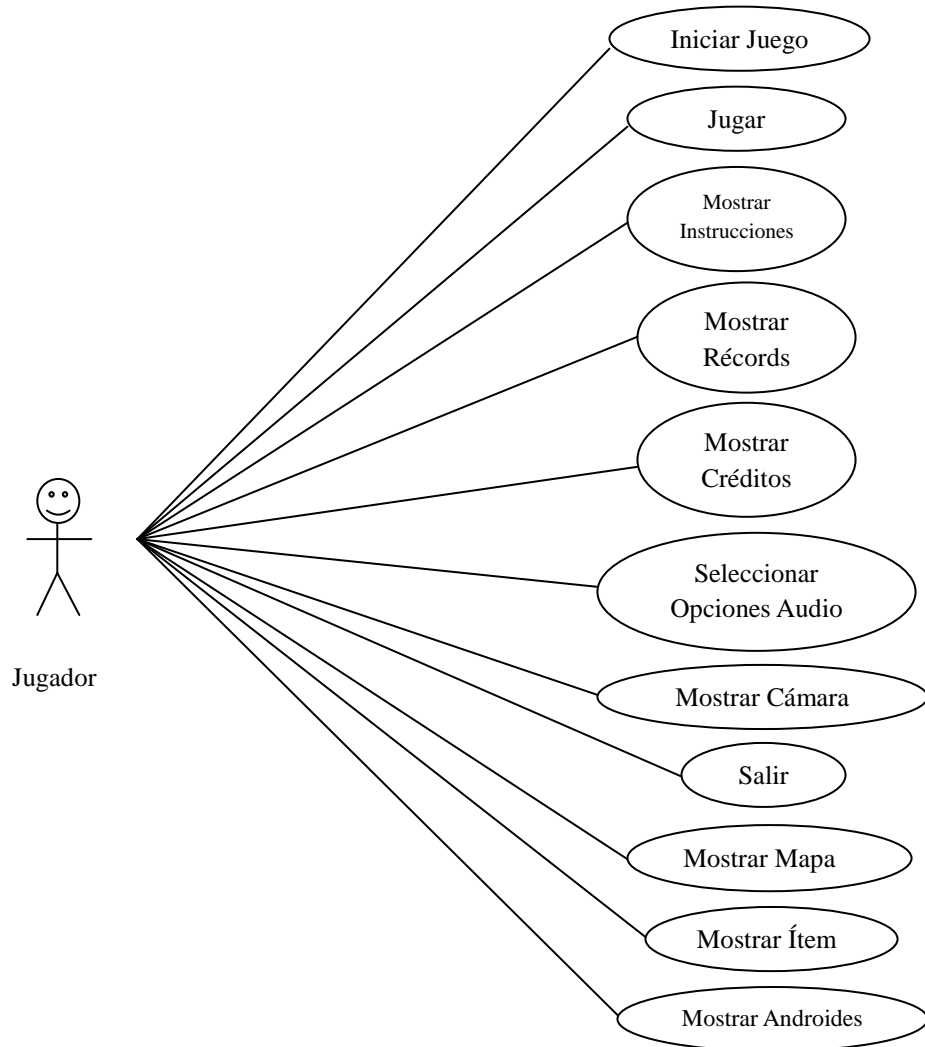 Iniciar Juego
Jugar
Mostrar
Instrucciones
Mostrar
Récords
Mostrar
Créditos
Seleccionar
Opciones Audio
Jugador
Mostrar Cámara
Salir
Mostrar Mapa
Mostrar Ítem
Mostrar Androides